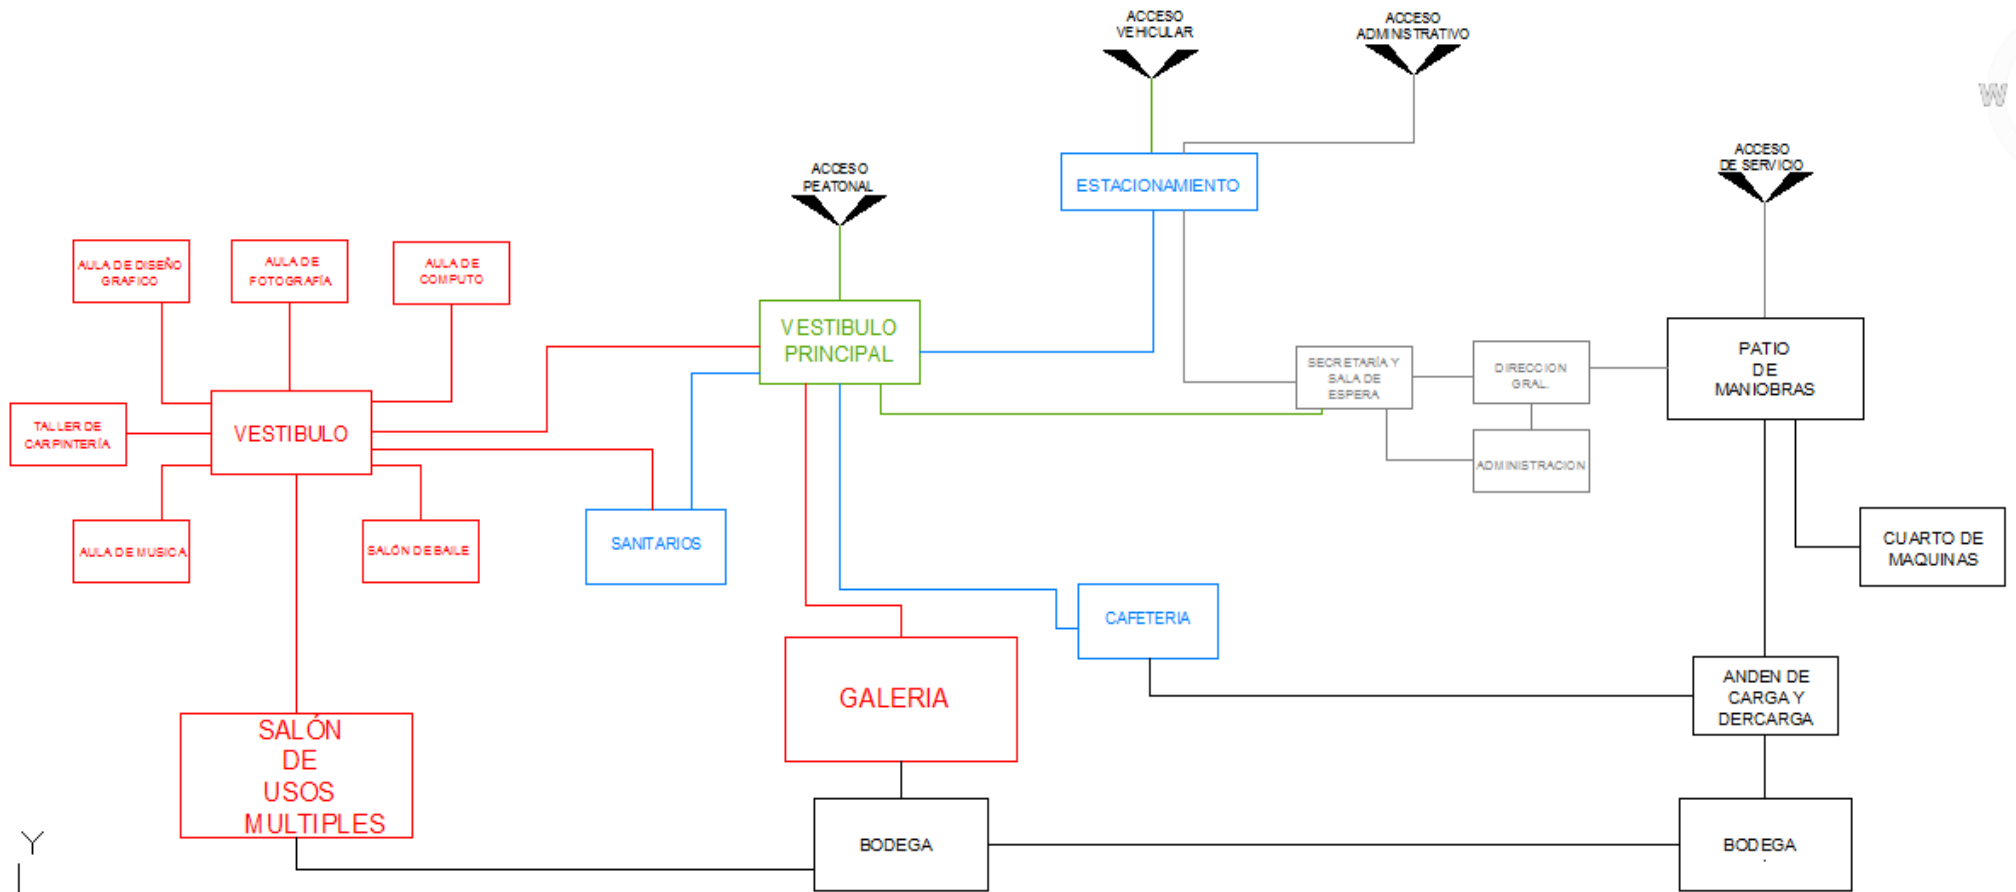 ACCESO
VEHICULAR
ACCESO
ADMINISTRATIVO
W
ACCESO
PEATONAL
ESTACIONAMIENTO
ACCESO
DE SERVICIO
AULA DE DISEÑO
GRAFICO
AULA DE
FOTOGRAFÍA
AULA DE
COMPUTO
VESTIBULO
PRINCIPAL
SECRETARÍA Y
SALA DE
ESPERA
DIRECCION
GRAL.
PATIO
DE
MANIOBRAS
TALLER DE
CARPINTERÍA
VESTIBULO
ADMINISTRACION
AULA DE MUSICA
SALÓN DE BAILE
SANITARIOS
CUARTO DE
MAQUINAS
CAFETERIA
GALERIA
ANDEN DE
CARGA Y
DERCARGA
SALÓN
DE
USOS
MULTIPLES
BODEGA
BODEGA
Y